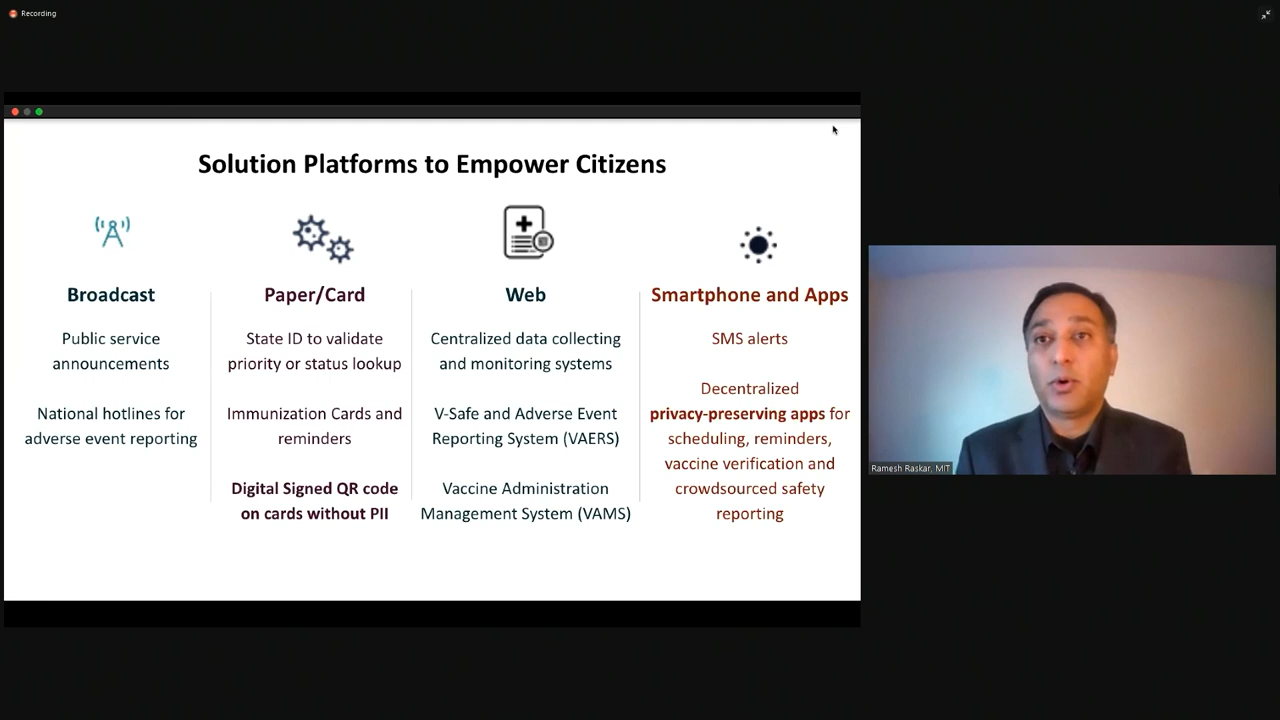 Recording
Solution Platforms to Empower Citizens
Broadcast
Public service
announcements
National hotlines for
adverse event reporting
Paper/Card
State ID to validate
priority or status lookup
Immunization Cards and
reminders
Digital Signed QR code
on cards without PII
Web
Centralized data collecting
and monitoring systems
V-Safe and Adverse Event
Reporting System (VAERS)
Vaccine Administration
Management System (VAMS)
Smartphone and Apps
SMS alerts
Decentralized
privacy-preserving apps for
scheduling, reminders,
vaccine verification and
crowdsourced safety
reporting
Ramesh Raskar, MIT